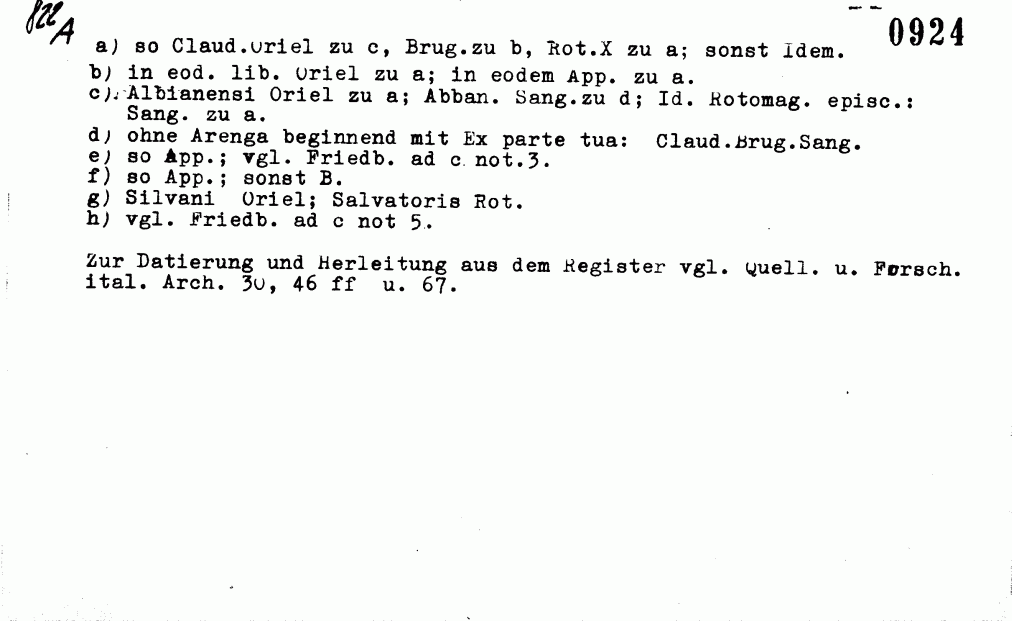 822
A
0924
a) so Claud.Oriel zu c, Brug.zu b, Rot.X zu a; sonst Idem.
b) in eod. lib. Oriel zu a; in eodem App. zu a.
c). Albianensi Oriel zu a; Abban. Sang.zu d; Id. Rotomag. episc.:
Sang. zu a.
d) ohne Arenga beginnend mit Ex parte tua: Claud.Brug.Sang.
e) so App.; vgl. Friedb. ad c not.3.
f) so App.; sonst B.
g) Silvani Oriel; Salvatoris Rot.
h) vgl. Friedb. ad c not 5.
Zur Datierung und Herleitung aus dem Register vgl. Quell. u. Forsch.
ital. Arch. 30, 46 ff u. 67.